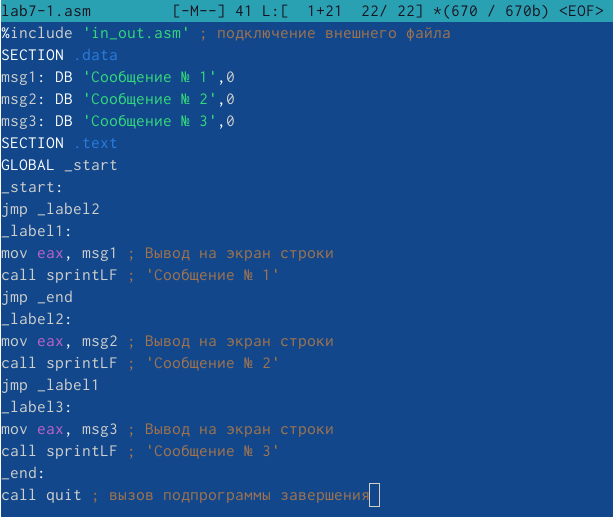 lab7-1.asm         [-M--] 41 L:[  1+21  22/ 22] *(670 / 670b) <EOF>
%include 'in_out.asm' ; подключение внешнего файла
SECTION .data
msg1: DB 'Сообщение № 1',0
msg2: DB 'Сообщение № 2',0
msg3: DB 'Сообщение № 3',0
SECTION .text
GLOBAL _start
_start:
jmp _label2
_label1:
mov eax, msg1 ; Вывод на экран строки
call sprintLF ; 'Сообщение № 1'
jmp _end
_label2:
mov eax, msg2 ; Вывод на экран строки
call sprintLF ; 'Сообщение № 2'
jmp _label1
_label3:
mov eax, msg3 ; Вывод на экран строки
call sprintLF ; 'Сообщение № 3'
_end:
call quit ; вызов подпрограммы завершения